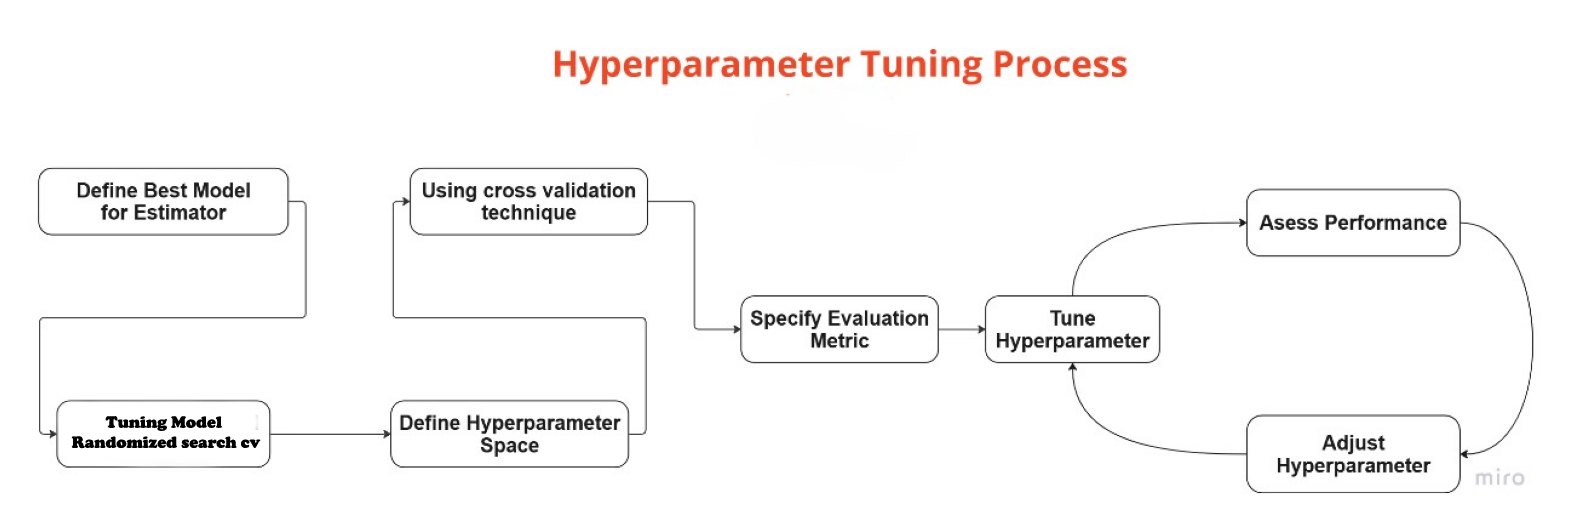 Hyperparameter Tuning Process
Define Best Model
for Estimator
Tuning Model
Randomized search cv
Define Hyperparameter
Space
Using cross validation
technique
Specify Evaluation
Metric
Tune
Hyperparameter
Asess Performance
Adjust
Hyperparameter
miro